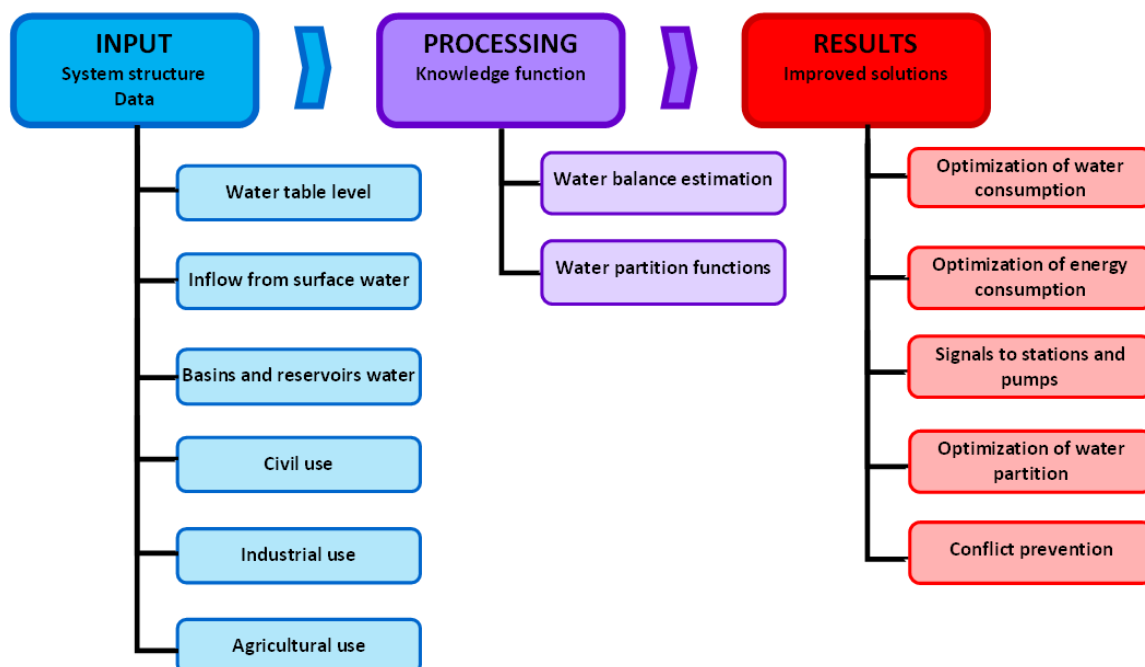 INPUT
System structure
Data
PROCESSING
Knowledge function
RESULTS
Improved solutions
Water table level
Inflow from surface water
Basins and reservoirs water
Civil use
Industrial use
Agricultural use
Water balance estimation
Water partition functions
Optimization of water
consumption
Optimization of energy
consumption
Signals to stations and
pumps
Optimization of water
partition
Conflict prevention